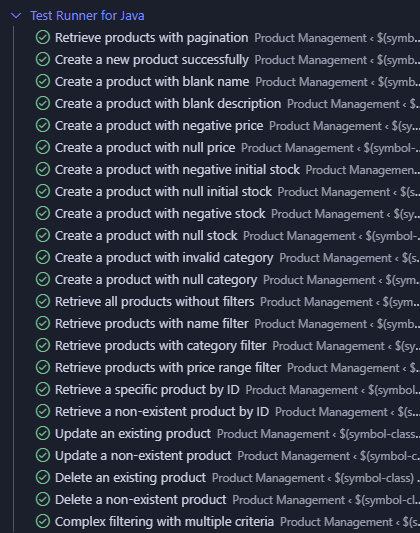 Test Runner for Java
Retrieve products with pagination Product Management ‹ $(symb...
Create a new product successfully Product Management ‹ $(symb...
Create a product with blank name Product Management ‹ $(symb...
Create a product with blank description Product Management ‹ $...
Create a product with negative price Product Management ‹ $(sy...
Create a product with null price Product Management ‹ $(symbol-...
Create a product with negative initial stock Product Managemen...
Create a product with null initial stock Product Management ‹ $(s...
Create a product with negative stock Product Management ‹ $(sy...
Create a product with null stock Product Management ‹ $(symbol-...
Create a product with invalid category Product Management ‹ $(s...
Create a product with null category Product Management ‹ $(sym...
Retrieve all products without filters Product Management ‹ $(sym...
Retrieve products with name filter Product Management ‹ $(symb...
Retrieve products with category filter Product Management ‹ $(sy...
Retrieve products with price range filter Product Management ‹ $...
Retrieve a specific product by ID Product Management ‹ $(symbol...
Retrieve a non-existent product by ID Product Management ‹ $(s...
Update an existing product Product Management ‹ $(symbol-class...
Update a non-existent product Product Management ‹ $(symbol-c...
Delete an existing product Product Management ‹ $(symbol-class) ...
Delete a non-existent product Product Management ‹ $(symbol-cl...
Complex filtering with multiple criteria Product Management ‹ $(s...